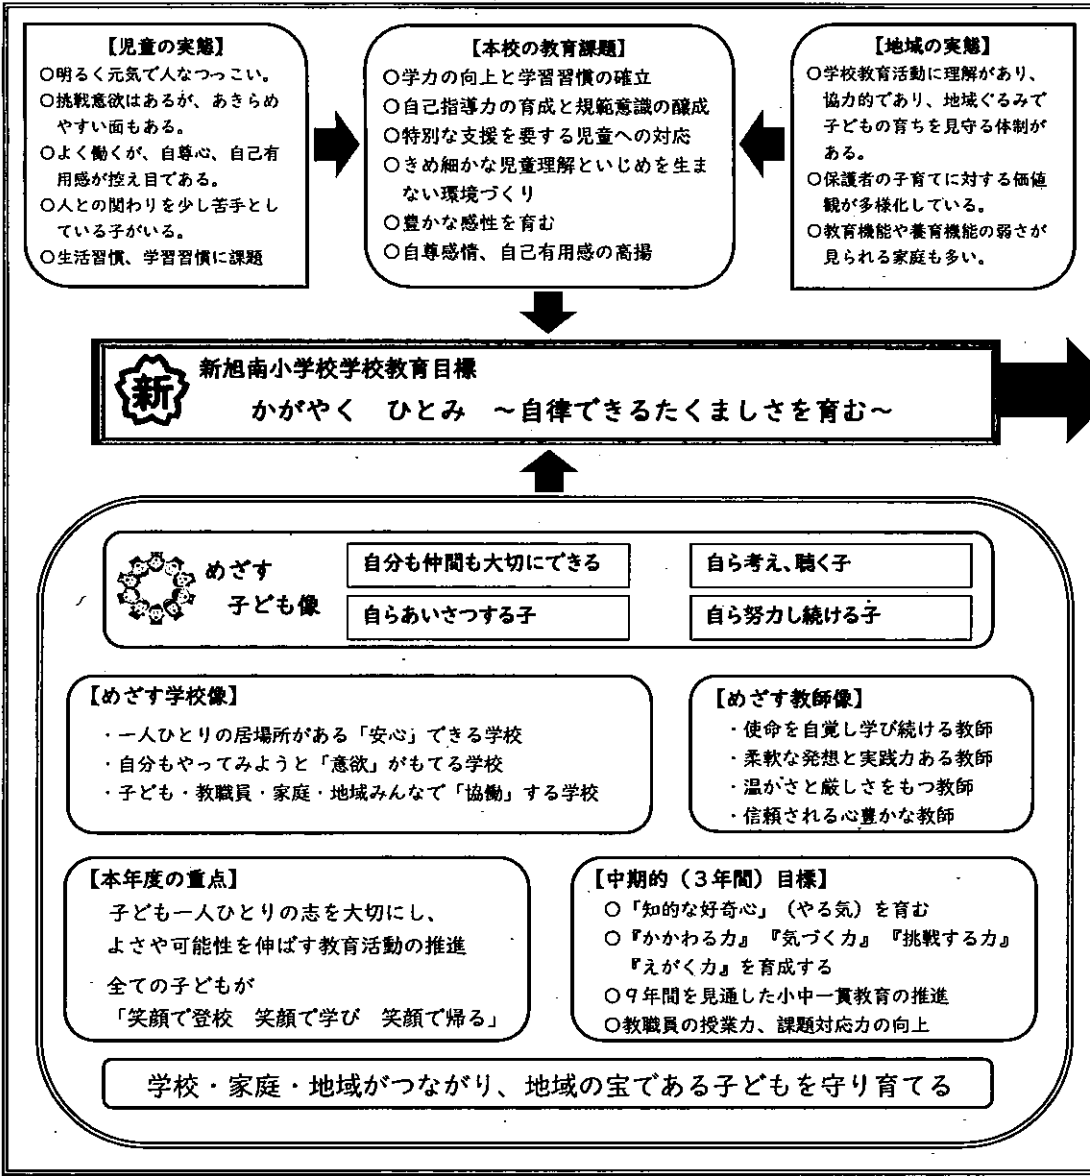 【児童の実態】
○明るく元気で人なつっこい。
○挑戦意欲はあるが、あきらめ
やすい面もある。
○よく働くが、自尊心、自己有
用感が控え目である。
○人との関わりを少し苦手とし
ている子がいる。
○生活習慣、学習習慣に課題
【本校の教育課題】
○学力の向上と学習習慣の確立
○自己指導力の育成と規範意識の醸成
○特別な支援を要する児童への対応
○きめ細かな児童理解といじめを生ま
ない環境づくり
○豊かな感性を育む
○自尊感情、自己有用感の高揚
【地域の実態】
○学校教育活動に理解があり、
協力的であり、地域ぐるみで
子どもの育ちを見守る体制が
ある。
○保護者の子育てに対する価値
観が多様化している。
○教育機能や養育機能の弱さが
見られる家庭も多い。
新
新旭南小学校学校教育目標
かがやく ひとみ ～自律できるたくましさを育む～
めざす
子ども像
自分も仲間も大切にできる
自ら考え、聴く子
自らあいさつする子
自ら努力し続ける子
【めざす学校像】
・一人ひとりの居場所がある「安心」できる学校
・自分もやってみようと「意欲」がもてる学校
・子ども・教職員・家庭・地域みんなで「協働」する学校
【めざす教師像】
・使命を自覚し学び続ける教師
・柔軟な発想と実践力ある教師
・温かさと厳しさをもつ教師
・信頼される心豊かな教師
【本年度の重点】
子ども一人ひとりの志を大切にし、
よさや可能性を伸ばす教育活動の推進
全ての子どもが
「笑顔で登校 笑顔で学び 笑顔で帰る」
【中期的（３年間）目標】
○『知的な好奇心』（やる気）を育む
○『かかわる力』『気づく力』『挑戦する力』
『えがく力』を育成する
○９年間を見通した小中一貫教育の推進
○教職員の授業力、課題対応力の向上
学校・家庭・地域がつながり、地域の宝である子どもを守り育てる